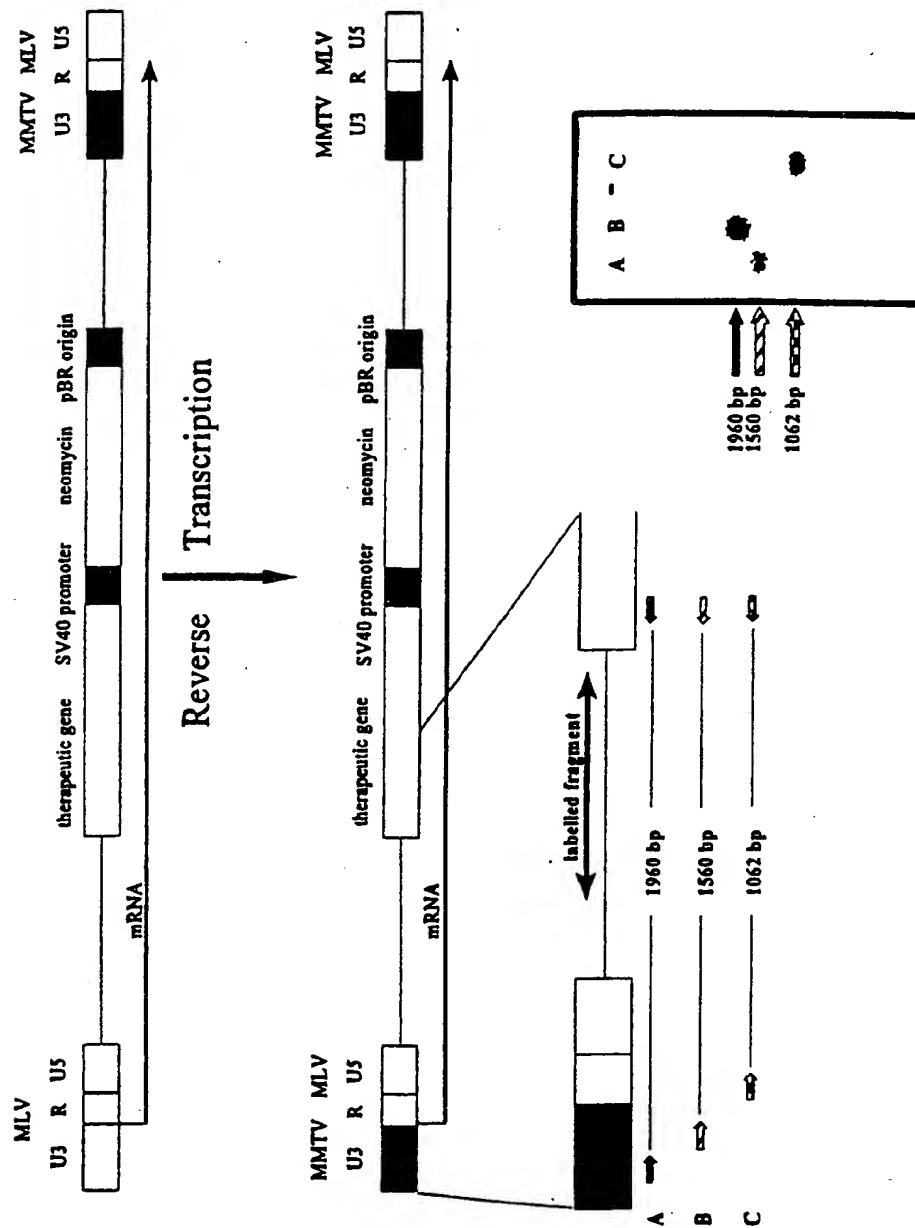 MLV MMTV MLV
U3 R U5 therapeutic gene SV40 promoter neomycin pBR origin U3 R U5
mRNA
Reverse Transcription
MMTV MLV MMTV MLV
U3 R U5 therapeutic gene SV40 promoter neomycin pBR origin U3 R U5
mRNA
labelled fragment
A 1960 bp
B 1560 bp
C 1062 bp
A B - C
1960 bp
1560 bp
1062 bp